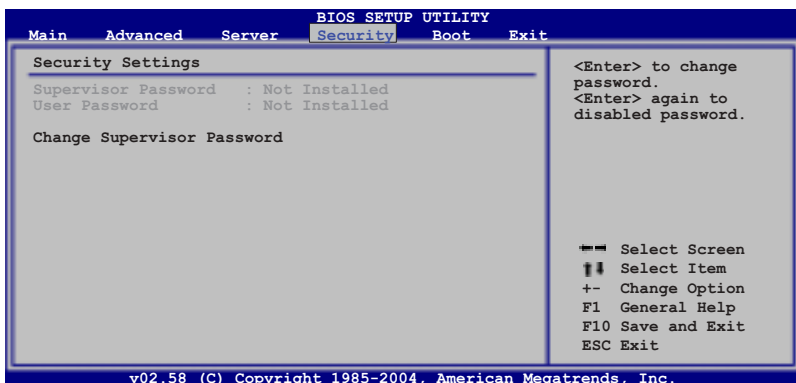 BIOS SETUP UTILITY
Main Advanced Server Security Boot Exit
Security Settings
Supervisor Password : Not Installed
User Password : Not Installed
Change Supervisor Password
<Enter> to change
password.
<Enter> again to
disabled password.
Select Screen
Select Item
+- Change Option
F1 General Help
F10 Save and Exit
ESC Exit
v02.58 (C) Copyright 1985-2004, American Megatrends, Inc.